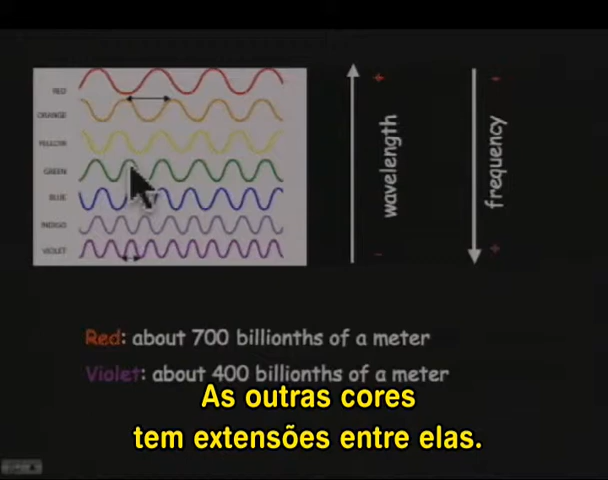 RED
ORANGE
YELLOW
GREEN
BLUE
INDIGO
VIOLET
+
wavelength
-
-
frequency
+
Red: about 700 billionths of a meter
Violet: about 400 billionths of a meter
As outras cores
tem extensões entre elas.